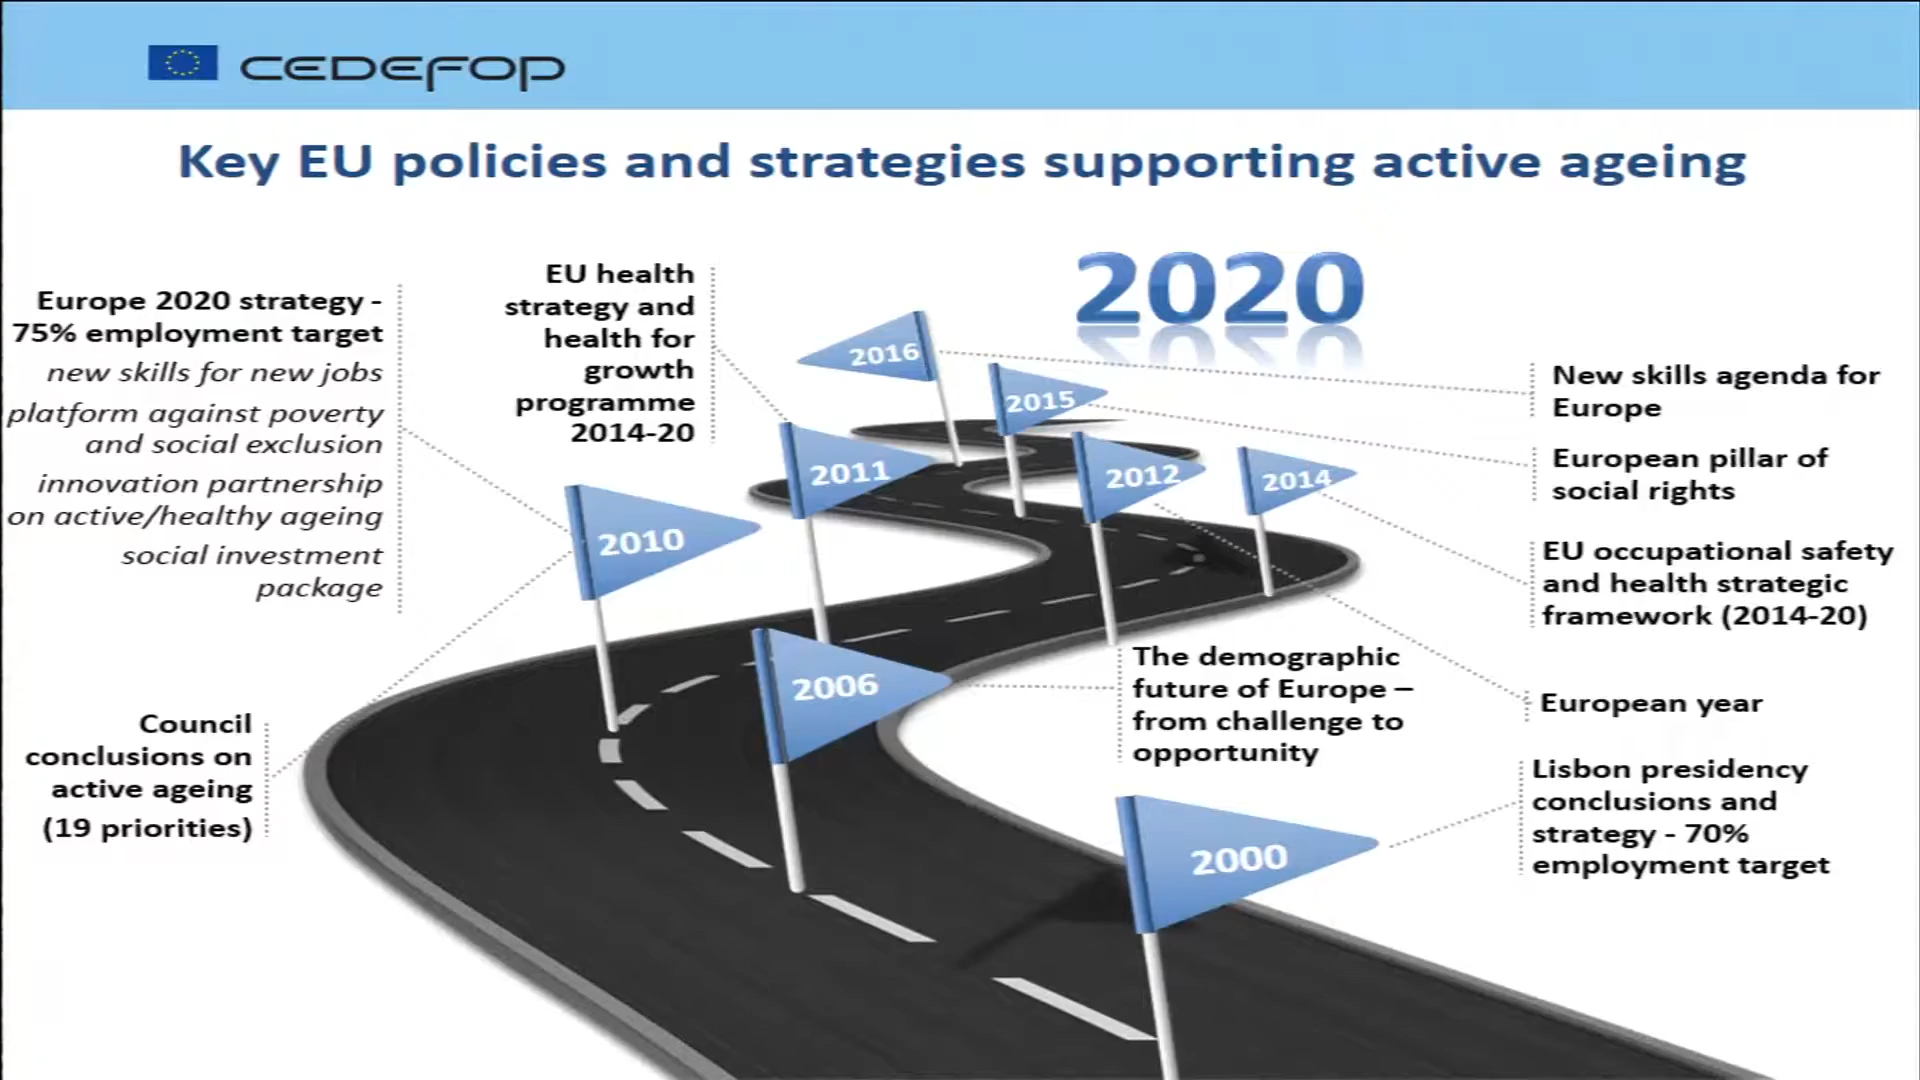 CEDEFOP
Key EU policies and strategies supporting active ageing
2020
Europe 2020 strategy -
75% employment target
new skills for new jobs
platform against poverty
and social exclusion
innovation partnership
on active/healthy ageing
social investment
package
EU health
strategy and
health for
growth
programme
2014-20
2016
2015
2011
2012
2014
2010
2006
2000
New skills agenda for
Europe
European pillar of
social rights
EU occupational safety
and health strategic
framework (2014-20)
The demographic
future of Europe –
from challenge to
opportunity
European year
Council
conclusions on
active ageing
(19 priorities)
Lisbon presidency
conclusions and
strategy - 70%
employment target